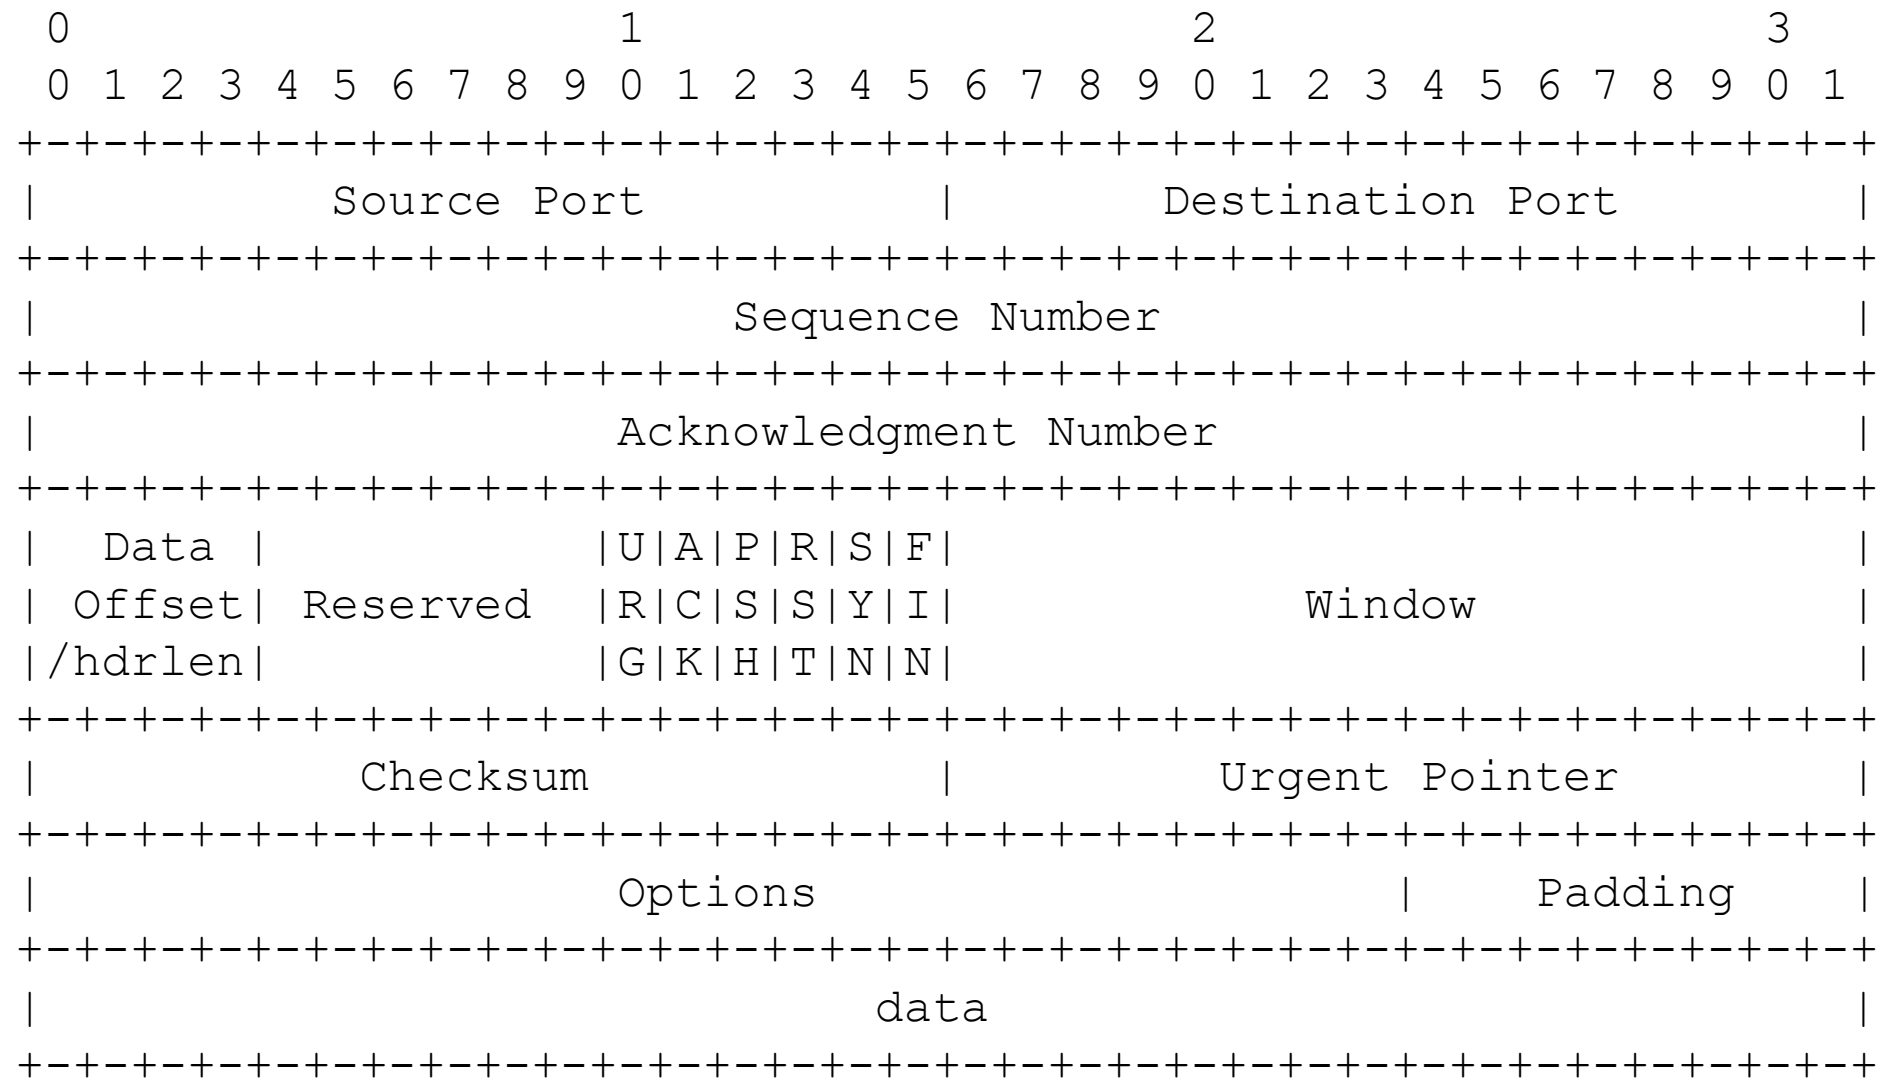 0                   1                   2                   3
 0 1 2 3 4 5 6 7 8 9 0 1 2 3 4 5 6 7 8 9 0 1 2 3 4 5 6 7 8 9 0 1
+-+-+-+-+-+-+-+-+-+-+-+-+-+-+-+-+-+-+-+-+-+-+-+-+-+-+-+-+-+-+-+-+
|          Source Port          |       Destination Port        |
+-+-+-+-+-+-+-+-+-+-+-+-+-+-+-+-+-+-+-+-+-+-+-+-+-+-+-+-+-+-+-+-+
|                        Sequence Number                        |
+-+-+-+-+-+-+-+-+-+-+-+-+-+-+-+-+-+-+-+-+-+-+-+-+-+-+-+-+-+-+-+-+
|                    Acknowledgment Number                      |
+-+-+-+-+-+-+-+-+-+-+-+-+-+-+-+-+-+-+-+-+-+-+-+-+-+-+-+-+-+-+-+-+
|  Data |           |U|A|P|R|S|F|                               |
| Offset| Reserved  |R|C|S|S|Y|I|            Window             |
|/hdrlen|           |G|K|H|T|N|N|                               |
+-+-+-+-+-+-+-+-+-+-+-+-+-+-+-+-+-+-+-+-+-+-+-+-+-+-+-+-+-+-+-+-+
|           Checksum            |         Urgent Pointer        |
+-+-+-+-+-+-+-+-+-+-+-+-+-+-+-+-+-+-+-+-+-+-+-+-+-+-+-+-+-+-+-+-+
|                    Options                    |    Padding    |
+-+-+-+-+-+-+-+-+-+-+-+-+-+-+-+-+-+-+-+-+-+-+-+-+-+-+-+-+-+-+-+-+
|                             data                              |
+-+-+-+-+-+-+-+-+-+-+-+-+-+-+-+-+-+-+-+-+-+-+-+-+-+-+-+-+-+-+-+-+